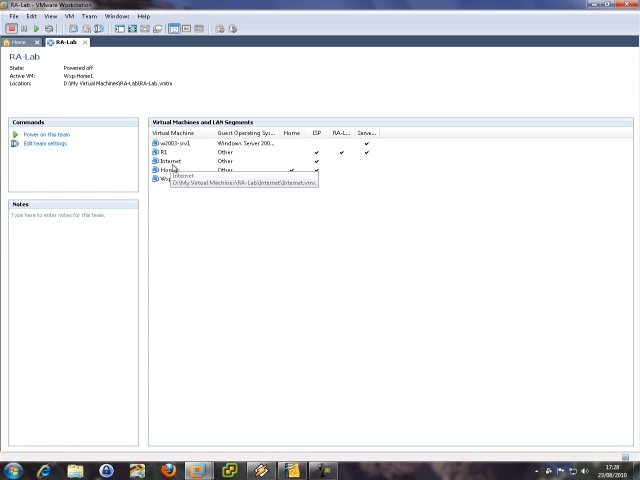 RA-Lab - VMware Workstation
File Edit View VM Team Windows Help
Home RA-Lab
RA-Lab
State: Powered off
Active VM: Wxp-Home1
Location: D:\My Virtual Machines\RA-Lab\RA-Lab.vmtm
Commands
Power on this team
Edit team settings
Notes
Type here to enter notes for this team.
Virtual Machines and LAN Segments
Virtual Machine Guest Operating Sys... Home ISP RA-L... Serve...
w2003-srv1 Windows Server 200...
R1 Other
Internet Other
Home Other
Internet
D:\My Virtual Machines\RA-Lab\Internet\Internet.vmx
17:28
23/08/2010